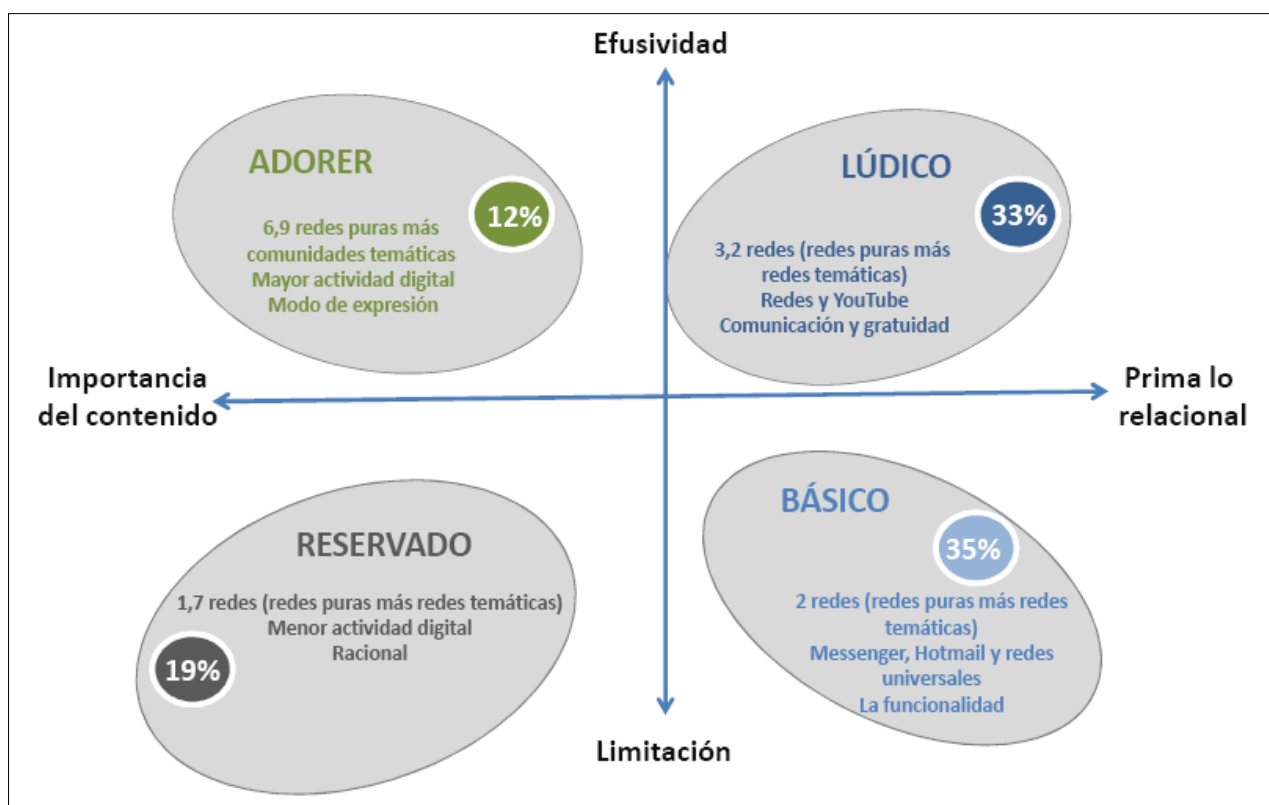 Efusividad
ADORER
12%
6,9 redes puras más
comunidades temáticas
Mayor actividad digital
Modo de expresión
LÚDICO
33%
3,2 redes (redes puras más
redes temáticas)
Redes y YouTube
Comunicación y gratuidad
Importancia
del contenido
Prima lo
relacional
RESERVADO
1,7 redes (redes puras más redes temáticas)
Menor actividad digital
Racional
19%
BÁSICO
35%
2 redes (redes puras más redes
temáticas)
Messenger, Hotmail y redes
universales
La funcionalidad
Limitación